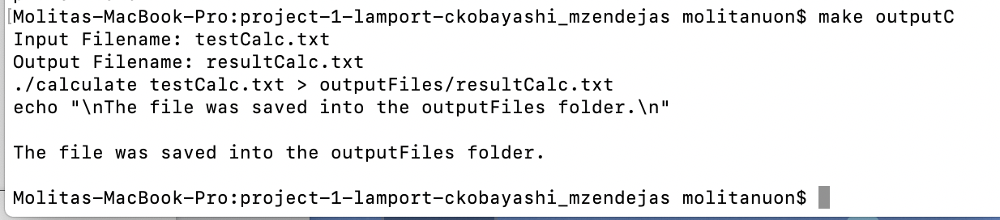 [Molitas-MacBook-Pro:project-1-lamport-ckobayashi_mzendejas molitanuon$ make outputC
Input Filename: testCalc.txt
Output Filename: resultCalc.txt
./calculate testCalc.txt > outputFiles/resultCalc.txt
echo "\nThe file was saved into the outputFiles folder.\n"
The file was saved into the outputFiles folder.
Molitas-MacBook-Pro:project-1-lamport-ckobayashi_mzendejas molitanuon$